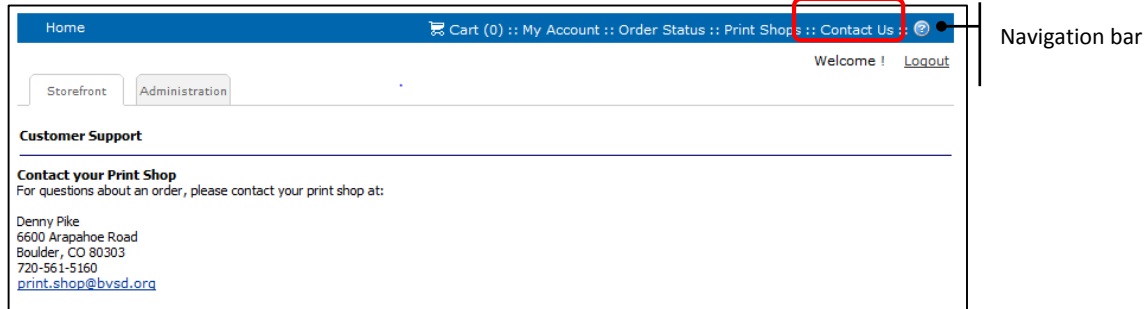 Home Cart (0) :: My Account :: Order Status :: Print Shops :: Contact Us ::
Navigation bar
Welcome ! Logout
Storefront Administration
Customer Support
Contact your Print Shop
For questions about an order, please contact your print shop at:
Denny Pike
6600 Arapahoe Road
Boulder, CO 80303
720-561-5160
print.shop@bvsd.org